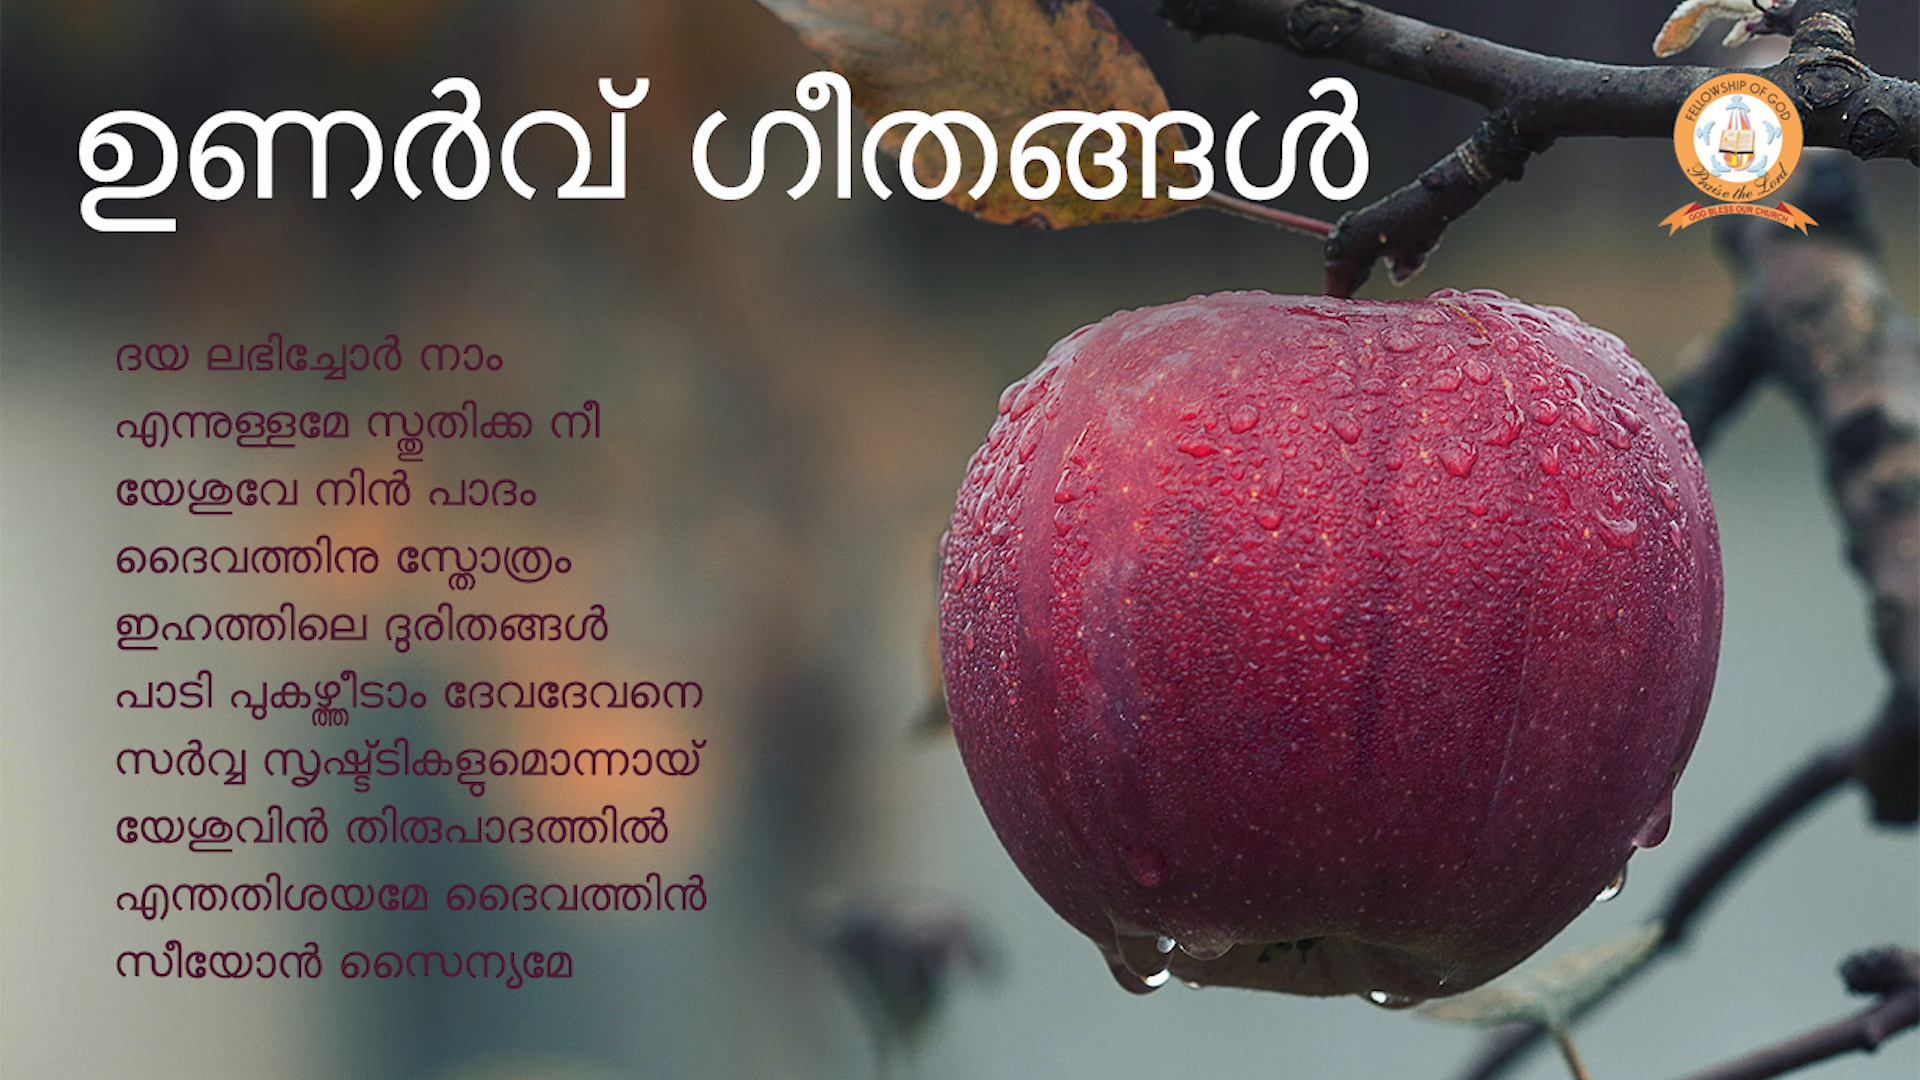 ഉണർവ് ഗീതങ്ങൾ
FELLOWSHIP OF GOD
Praise the Lord
GOD BLESS OUR CHURCH
ദയ ലഭിച്ചോർ നാം
എന്നുള്ളമേ സ്തുതിക്ക നീ
യേശുവേ നിൻ പാദം
ദൈവത്തിനു സ്തോത്രം
ഇഹത്തിലെ ദുരിതങ്ങൾ
പാടി പുകഴ്ത്തീടാം ദേവദേവനെ
സർവ്വ സൃഷ്ട്ടികളുമൊന്നായ്
യേശുവിൻ തിരുപാദത്തിൽ
എന്തതിശയമേ ദൈവത്തിൻ
സീയോൻ സൈന്യമേ